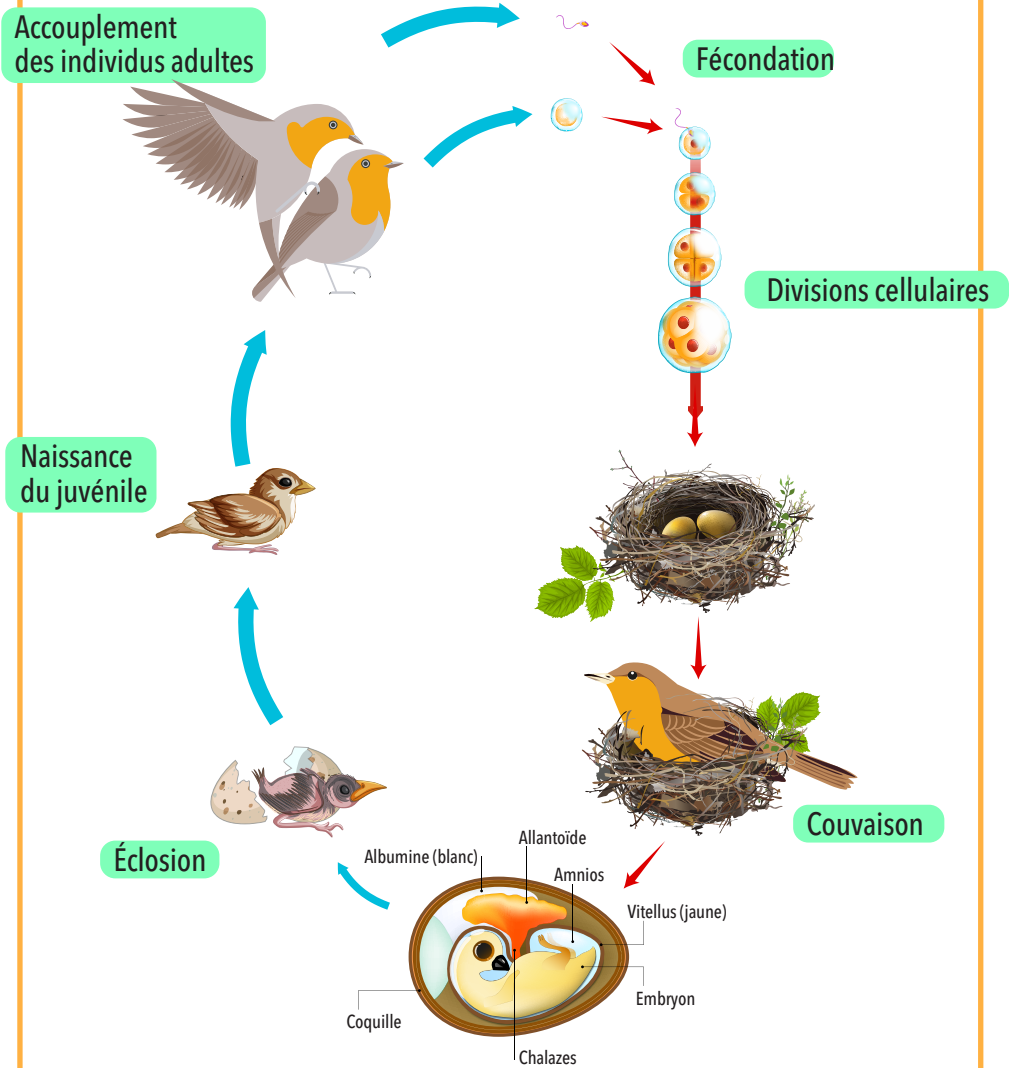 Accouplement
des individus adultes
Fécondation
Divisions cellulaires
Naissance
du juvénile
Couvaison
Éclosion
Albumine (blanc)
Allantoïde
Amnios
Vitellus (jaune)
Embryon
Coquille
Chalazes